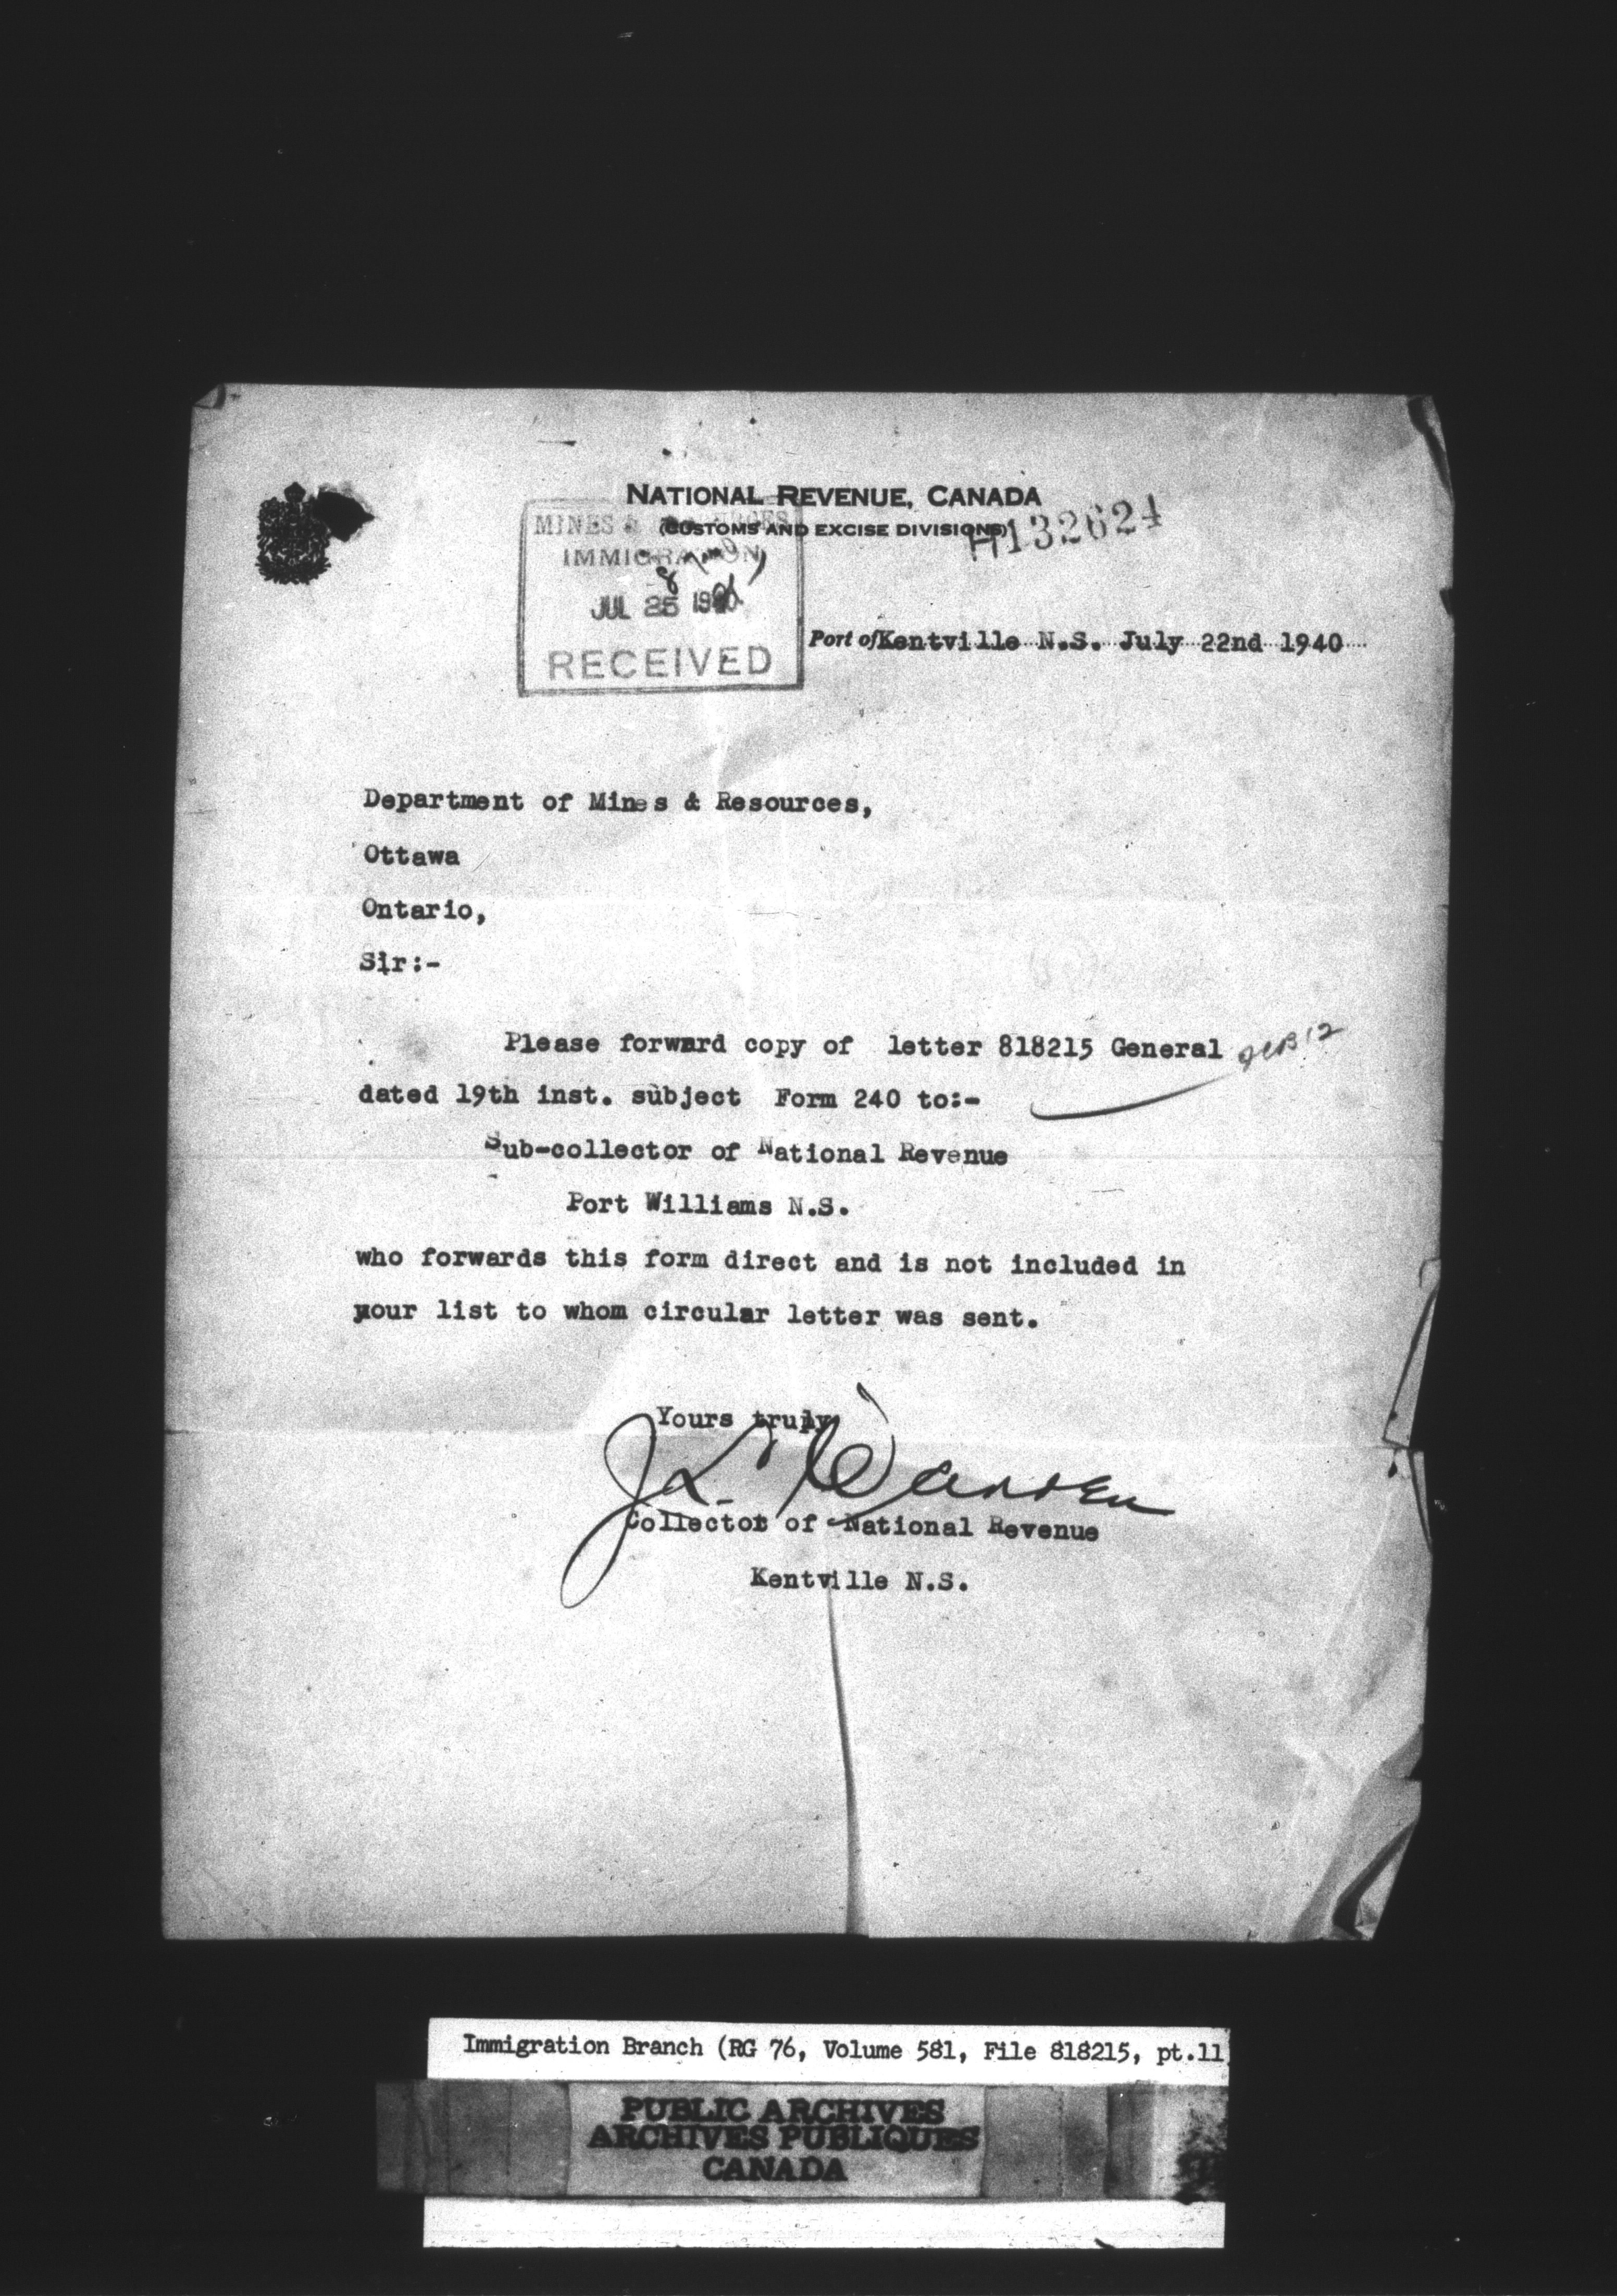 NATIONAL REVENUE, CANADA
(CUSTOMS AND EXCISE DIVISIONS)
H132624
MINES & RESOURCES
IMMIGRATION
JUL 25 1940
RECEIVED
Port of Kentville N.S. July 22nd 1940
Department of Mines & Resources,
Ottawa
Ontario,
Sir:-
Please forward copy of letter 818215 General
dated 19th inst. subject Form 240 to:-
Sub-collector of National Revenue
Port Williams N.S.
who forwards this form direct and is not included in
your list to whom circular letter was sent.
Yours truly
Collector of National Revenue
Kentville N.S.
Immigration Branch (RG 76, Volume 581, File 818215, pt.11
PUBLIC ARCHIVES
ARCHIVES PUBLIQUES
CANADA